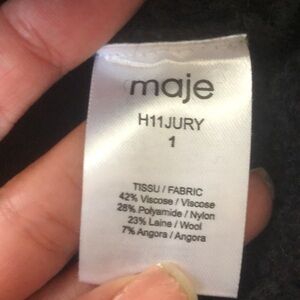 maje
H11JURY
1
TISSU / FABRIC
42% Viscose / Viscose
28% Polyamide / Nylon
23% Laine / Wool
7% Angora / Angora